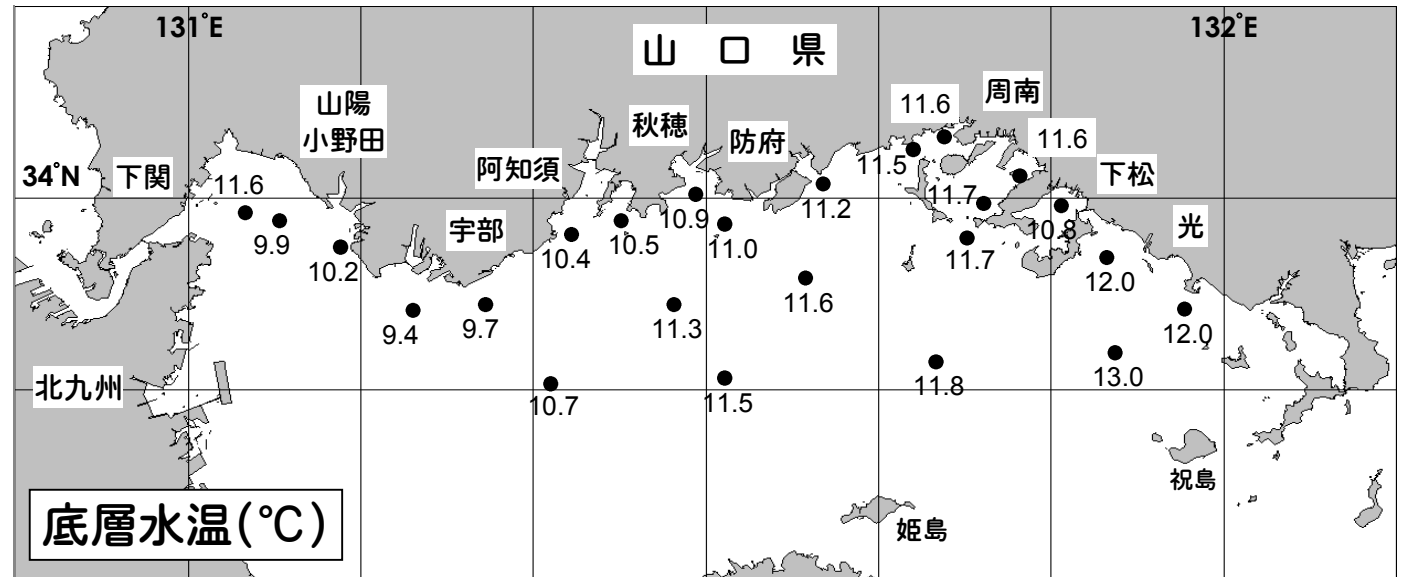 131°E
132°E
山 口 県
山陽
小野田
秋穂
防府
11.6
周南
11.6
34°N
下関
11.6
阿知須
11.5
下松
9.9
10.2
宇部
10.4
10.5
10.9
11.0
11.2
11.7
11.7
10.8
光
12.0
9.4
9.7
11.3
11.6
12.0
北九州
10.7
11.5
11.8
13.0
祝島
姫島
底層水温(℃)